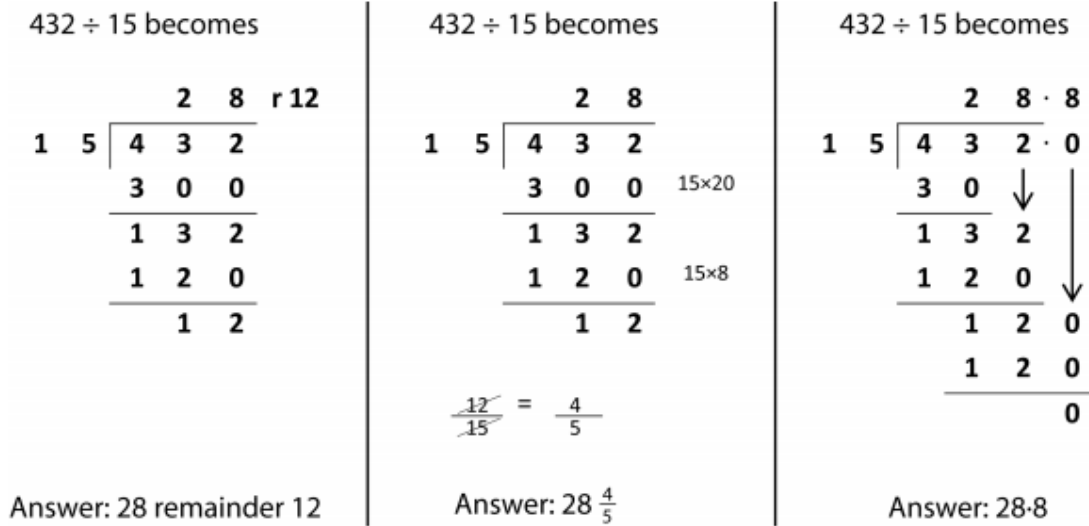 432 ÷ 15 becomes
2 8 r 12
1 5 4 3 2
3 0 0
1 3 2
1 2 0
1 2
Answer: 28 remainder 12
432 ÷ 15 becomes
2 8
1 5 4 3 2
3 0 0 15×20
1 3 2
1 2 0 15×8
1 2
12/15 = 4/5
Answer: 28 4/5
432 ÷ 15 becomes
2 8 · 8
1 5 4 3 2 · 0
3 0
1 3 2
1 2 0
1 2 0
1 2 0
0
Answer: 28·8